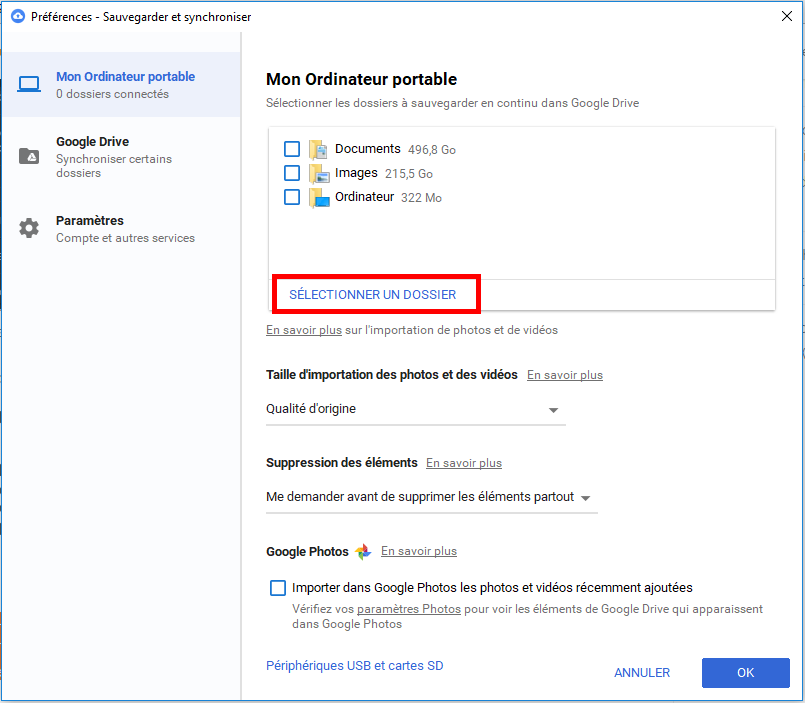 Préférences - Sauvegarder et synchroniser
Mon Ordinateur portable
0 dossiers connectés
Google Drive
Synchroniser certains
dossiers
Paramètres
Compte et autres services
Mon Ordinateur portable
Sélectionner les dossiers à sauvegarder en continu dans Google Drive
Documents 496,8 Go
Images 215,5 Go
Ordinateur 322 Mo
SÉLECTIONNER UN DOSSIER
En savoir plus sur l'importation de photos et de vidéos
Taille d'importation des photos et des vidéos En savoir plus
Qualité d'origine
Suppression des éléments En savoir plus
Me demander avant de supprimer les éléments partout
Google Photos En savoir plus
Importer dans Google Photos les photos et vidéos récemment ajoutées
Vérifiez vos paramètres Photos pour voir les éléments de Google Drive qui apparaissent
dans Google Photos
Périphériques USB et cartes SD
ANNULER
OK